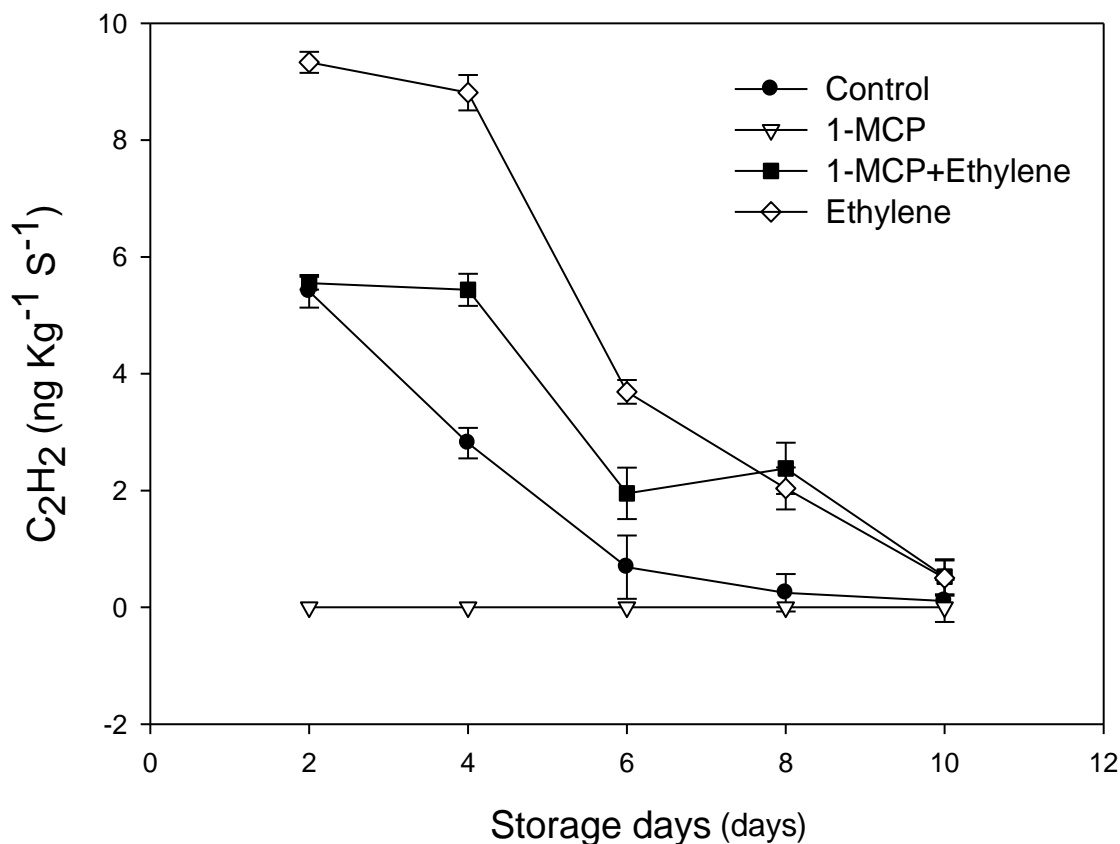 10
8
6
4
2
0
-2
C₂H₂ (ng Kg⁻¹ S⁻¹)
Control
1-MCP
1-MCP+Ethylene
Ethylene
0 2 4 6 8 10 12
Storage days (days)